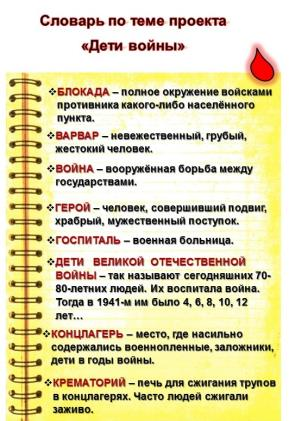 Словарь по теме проекта
«Дети войны»
❖БЛОКАДА – полное окружение войсками
противника какого-либо населённого
пункта.
❖ВАРВАР – невежественный, грубый,
жестокий человек.
❖ВОЙНА – вооружённая борьба между
государствами.
❖ГЕРОЙ – человек, совершивший подвиг,
храбрый, мужественный поступок.
❖ГОСПИТАЛЬ – военная больница.
❖ДЕТИ ВЕЛИКОЙ ОТЕЧЕСТВЕННОЙ
ВОЙНЫ – так называют сегодняшних 70-
80-летних людей. Их воспитала война.
Тогда в 1941-м им было 4, 6, 8, 10, 12
лет…
❖КОНЦЛАГЕРЬ – место, где насильно
содержались военнопленные, заложники,
дети в годы войны.
❖КРЕМАТОРИЙ – печь для сжигания трупов
в концлагерях. Часто людей сжигали
заживо.